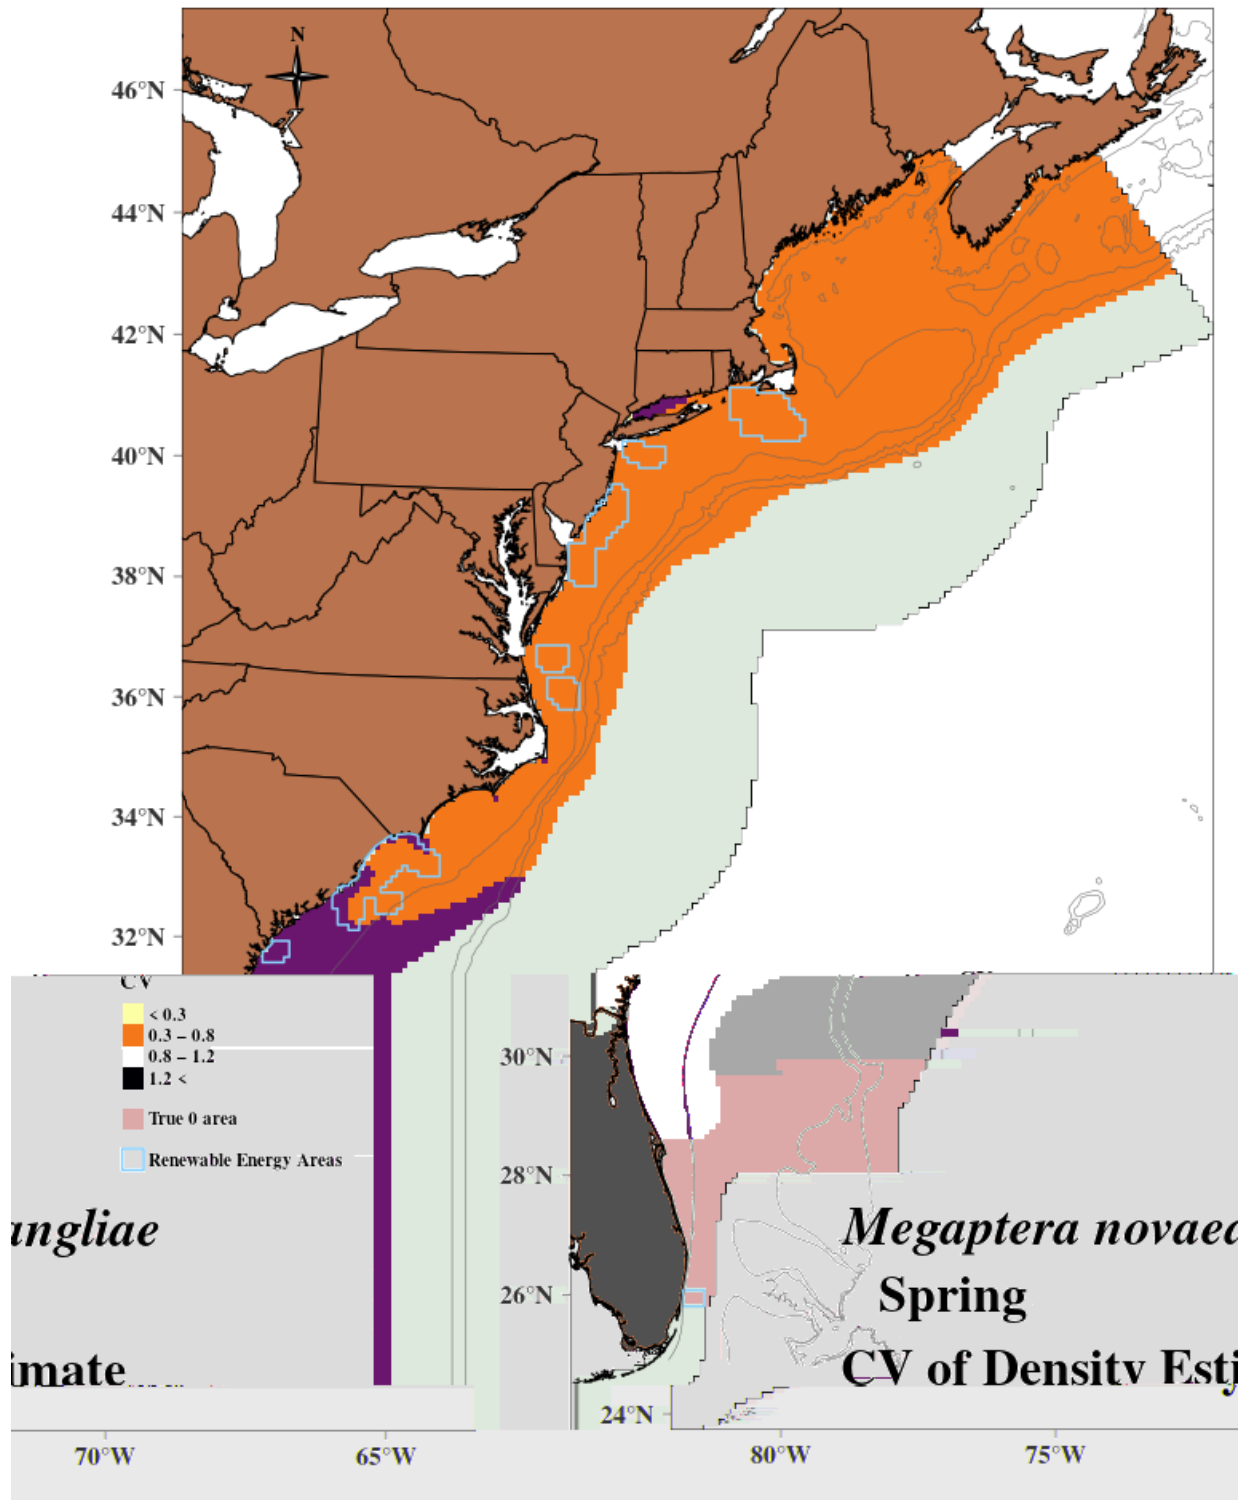 N
46°N
44°N
42°N
40°N
38°N
36°N
34°N
32°N
CV
< 0.3
0.3 – 0.8
0.8 – 1.2
1.2 <
True 0 area
Renewable Energy Areas
angliae
imate
30°N
28°N
26°N
24°N
Megaptera novaea
Spring
CV of Density Esti
70°W
65°W
80°W
75°W